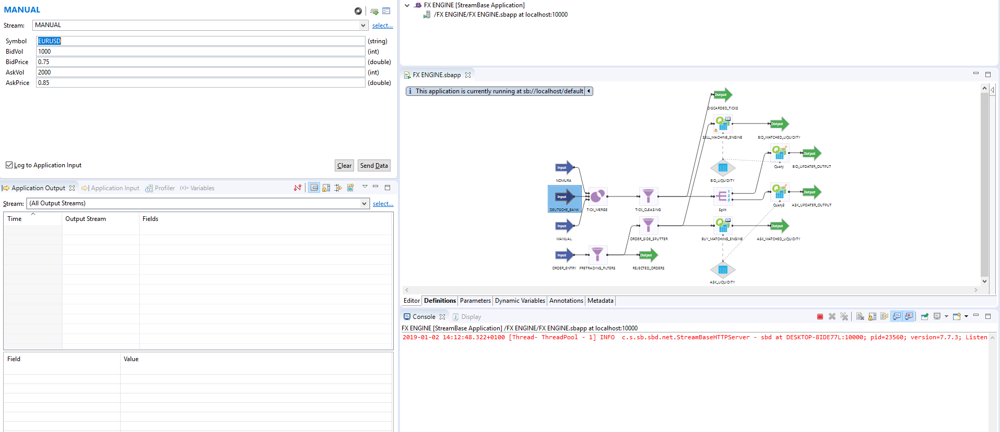 MANUAL
Stream: MANUAL select...
Symbol EURUSD (string)
BidVol 1000 (int)
BidPrice 0.75 (double)
AskVol 2000 (int)
AskPrice 0.85 (double)
Log to Application Input Clear Send Data
Application Output Application Input Profiler (x)= Variables
Stream: (All Output Streams) select...
Time Output Stream Fields
Field Value
FX ENGINE [StreamBase Application]
/FX ENGINE/FX ENGINE.sbapp at localhost:10000
FX ENGINE.sbapp
i This application is currently running at sb://localhost/default
Output
DISCARDED_TICKS
Output
SELL_MACHINE_ENGINE BID_MATCHED_LIQUIDITY
Output
Query BID_UPDATER_OUTPUT
Input
NOMURA BID_LIQUIDITY
Input 1 2 3 Output
DEUTSCHE_BANK TICK_MERGE TICK_CLEASING Split Query2 ASK_UPDATER_OUTPUT
Input Output
MANUAL ORDER_SIDE_SPLITTER BUY_MATCHING_ENGINE ASK_MATCHED_LIQUIDITY
Input Output
ORDER_ENTRY PRETRADING_FILTERS REJECTED_ORDERS
ASK_LIQUIDITY
Editor Definitions Parameters Dynamic Variables Annotations Metadata
Console Display
FX ENGINE [StreamBase Application] /FX ENGINE/FX ENGINE.sbapp at localhost:10000
2019-01-02 14:12:48.322+0100 [Thread- ThreadPool - 1] INFO c.s.sb.sbd.net.StreamBaseHTTPServer - sbd at DESKTOP-8IDE77L:10000; pid=23560; version=7.7.3; Listen